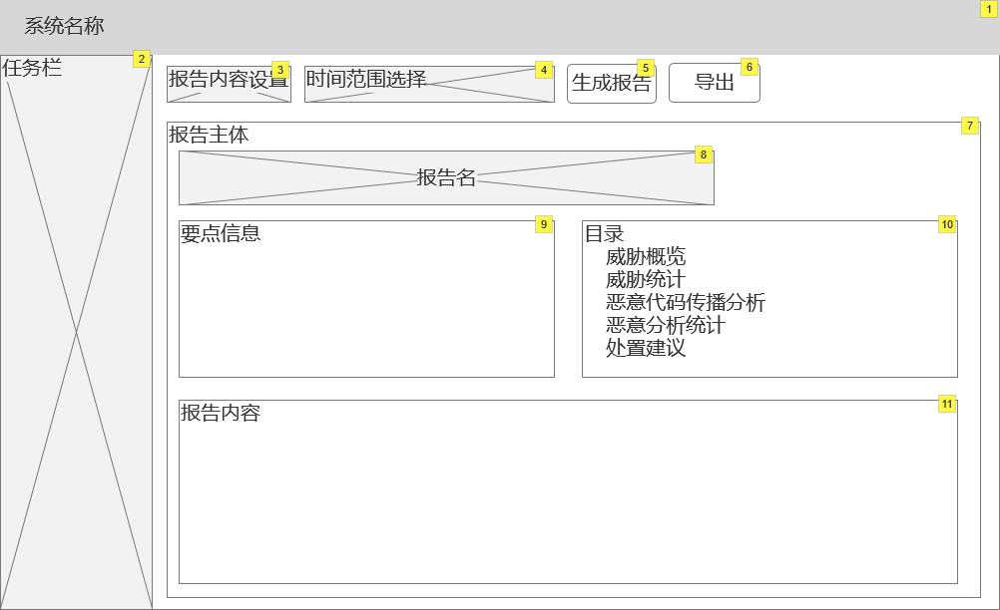 系统名称
1
任务栏
2
报告内容设置
3
时间范围选择
4
生成报告
5
导出
6
报告主体
7
报告名
8
要点信息
9
目录
10
威胁概览
威胁统计
恶意代码传播分析
恶意分析统计
处置建议
报告内容
11